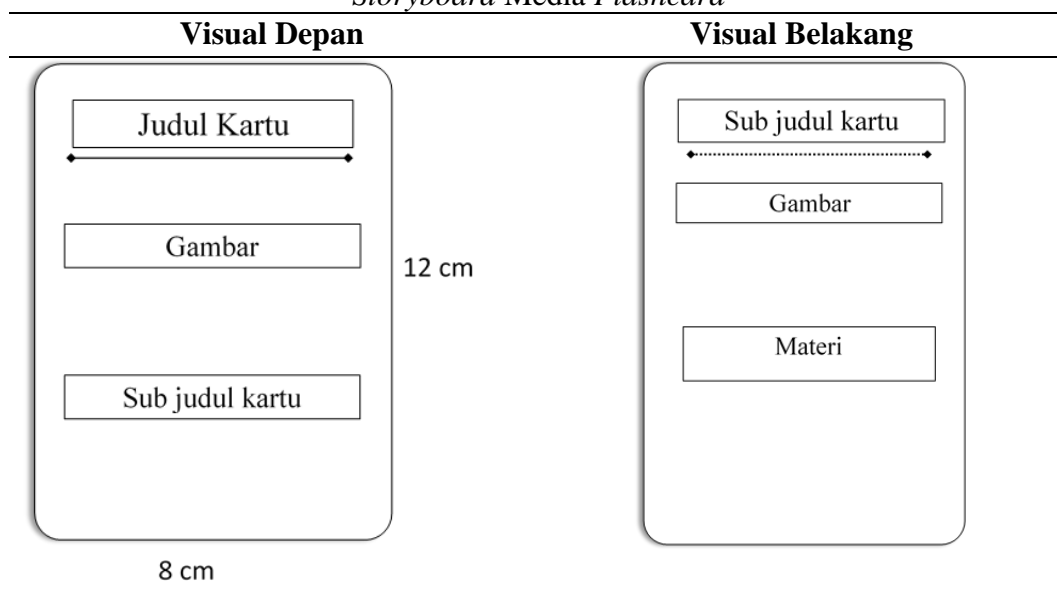 Storyboard Media Flashcard
Visual Depan
Visual Belakang
Judul Kartu
Gambar
Sub judul kartu
12 cm
8 cm
Sub judul kartu
Gambar
Materi